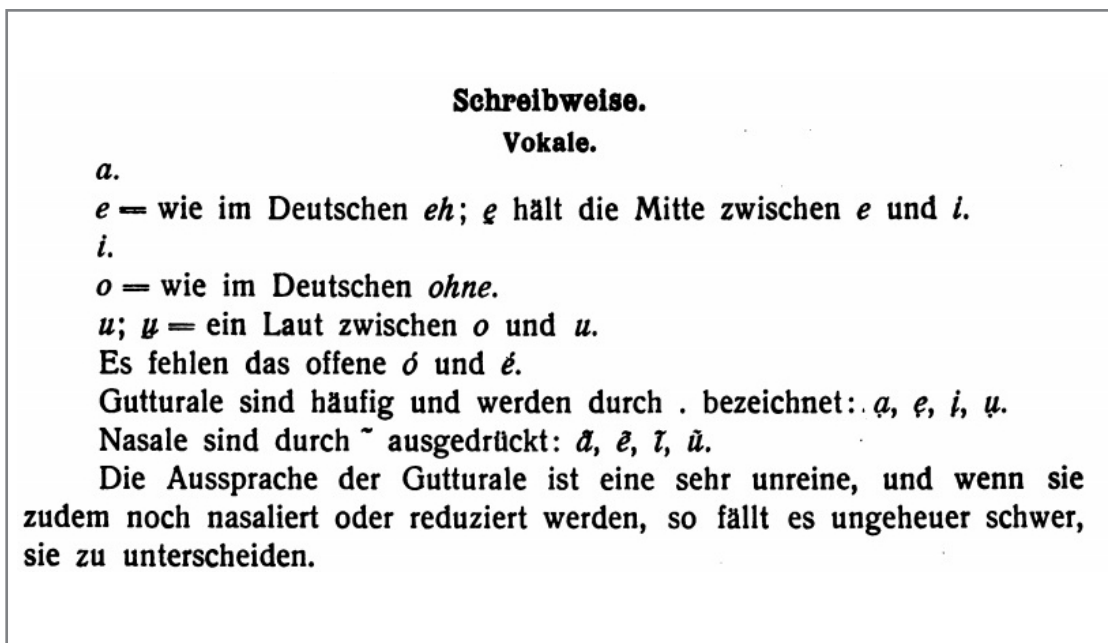 Schreibweise.
Vokale.
a.
e = wie im Deutschen eh; ę hält die Mitte zwischen e und i.
i.
o = wie im Deutschen ohne.
u; ų = ein Laut zwischen o und u.
Es fehlen das offene ó und é.
Gutturale sind häufig und werden durch . bezeichnet: ạ, ẹ, ị, ụ.
Nasale sind durch ˜ ausgedrückt: ã, ẽ, ĩ, ũ.
Die Aussprache der Gutturale ist eine sehr unreine, und wenn sie
zudem noch nasaliert oder reduziert werden, so fällt es ungeheuer schwer,
sie zu unterscheiden.